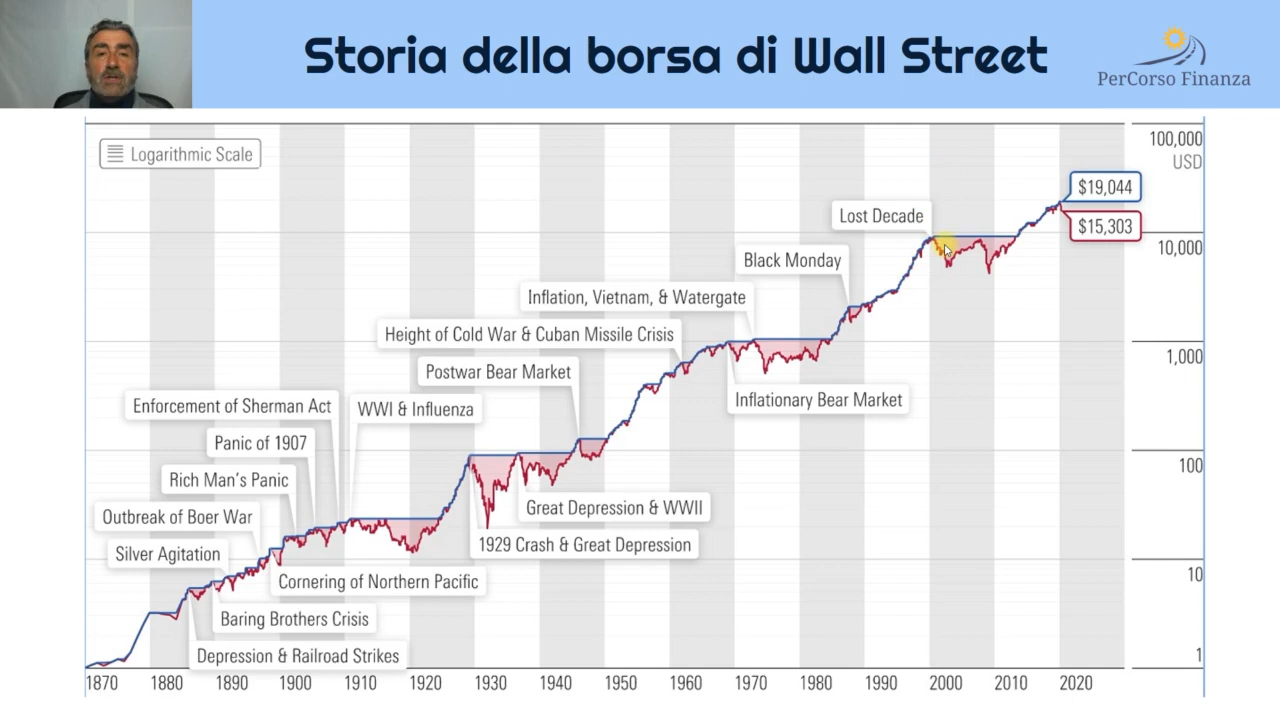 Storia della borsa di Wall Street
PerCorso Finanza
Logarithmic Scale
100,000
USD
$19,044
Lost Decade
$15,303
10,000
Black Monday
Inflation, Vietnam, & Watergate
Height of Cold War & Cuban Missile Crisis
1,000
Postwar Bear Market
Inflationary Bear Market
Enforcement of Sherman Act
WWI & Influenza
Panic of 1907
100
Rich Man's Panic
Great Depression & WWII
Outbreak of Boer War
1929 Crash & Great Depression
Silver Agitation
10
Cornering of Northern Pacific
Baring Brothers Crisis
Depression & Railroad Strikes
1
1870 1880 1890 1900 1910 1920 1930 1940 1950 1960 1970 1980 1990 2000 2010 2020